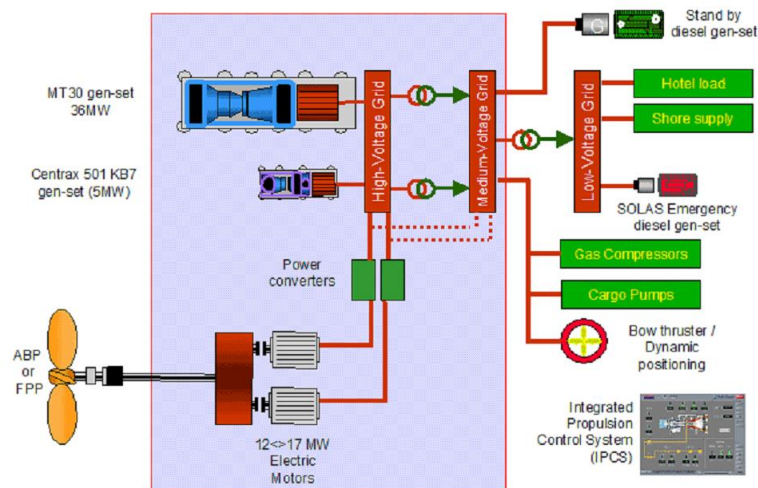 MT30 gen-set
36MW
Centrax 501 KB7
gen-set (5MW)
High-Voltage Grid
Medium-Voltage Grid
Low-Voltage Grid
G
Stand by
diesel gen-set
Hotel load
Shore supply
SOLAS Emergency
diesel gen-set
Gas Compressors
Cargo Pumps
Bow thruster /
Dynamic
positioning
Power
converters
ABP
or
FPP
12<>17 MW
Electric
Motors
Integrated
Propulsion
Control System
(IPCS)